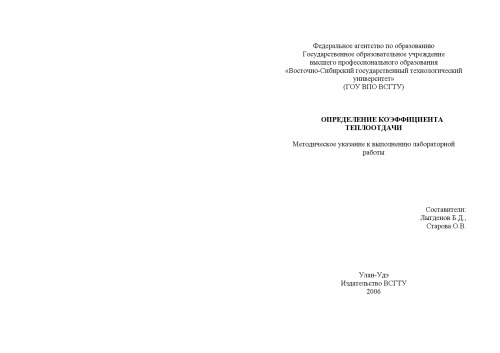 Федеральное агентство по образованию
Государственное образовательное учреждение
высшего профессионального образования
«Восточно-Сибирский государственный технологический
университет»
(ГОУ ВПО ВСГТУ)
ОПРЕДЕЛЕНИЕ КОЭФФИЦИЕНТА
ТЕПЛООТДАЧИ
Методическое указание к выполнению лабораторной
работы
Составители:
Лыгденов Б.Д.,
Старова О.В.
Улан-Удэ
Издательство ВСГТУ
2006